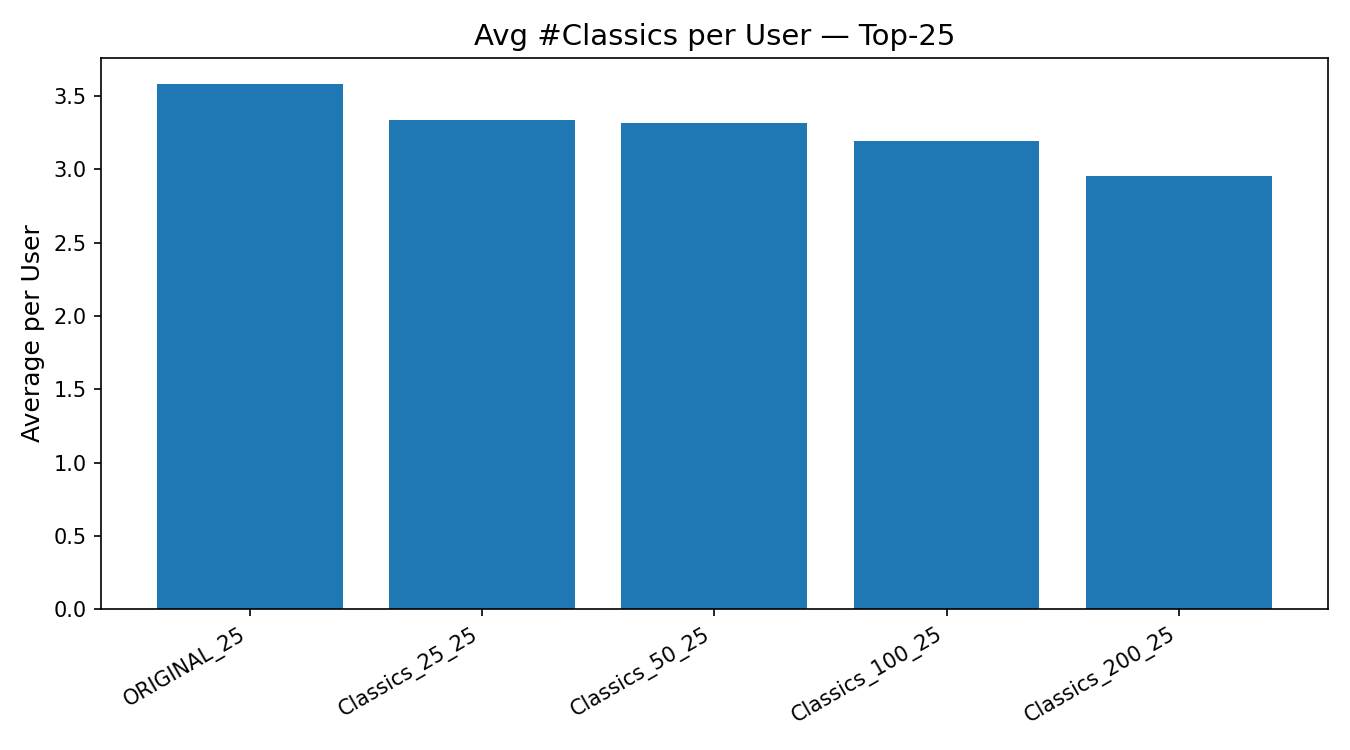 Avg #Classics per User — Top-25
Average per User
3.5
3.0
2.5
2.0
1.5
1.0
0.5
0.0
ORIGINAL_25
Classics_25_25
Classics_50_25
Classics_100_25
Classics_200_25